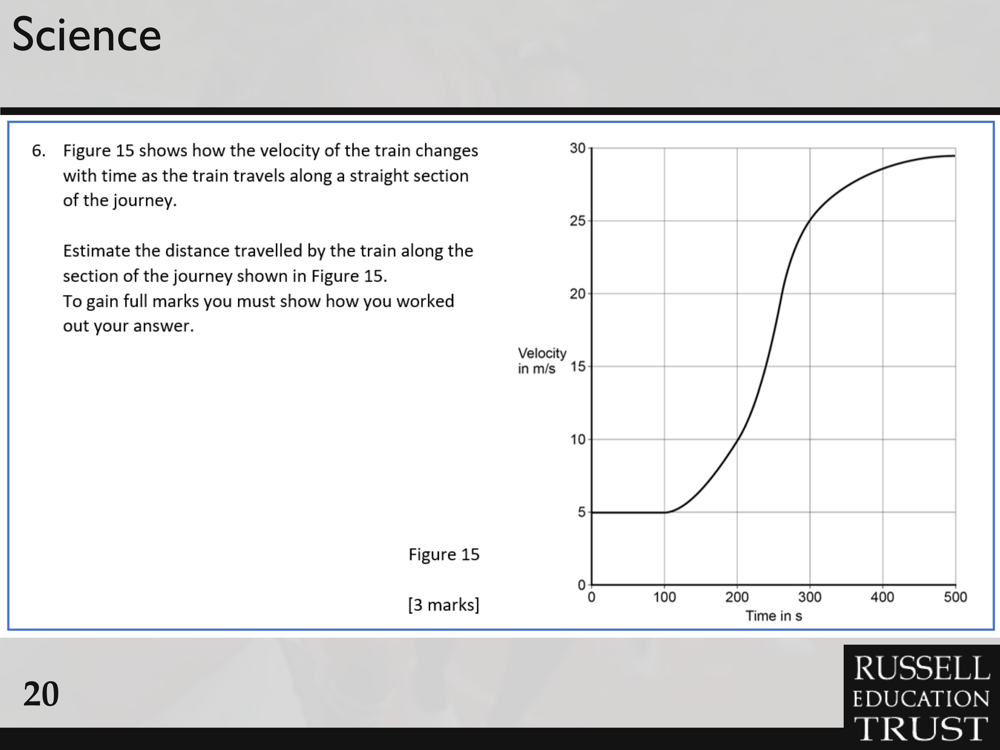 Science
6. Figure 15 shows how the velocity of the train changes
with time as the train travels along a straight section
of the journey.
Estimate the distance travelled by the train along the
section of the journey shown in Figure 15.
To gain full marks you must show how you worked
out your answer.
Figure 15
[3 marks]
30
25
20
Velocity
in m/s
15
10
5
0
0 100 200 300 400 500
Time in s
20
RUSSELL
EDUCATION
TRUST